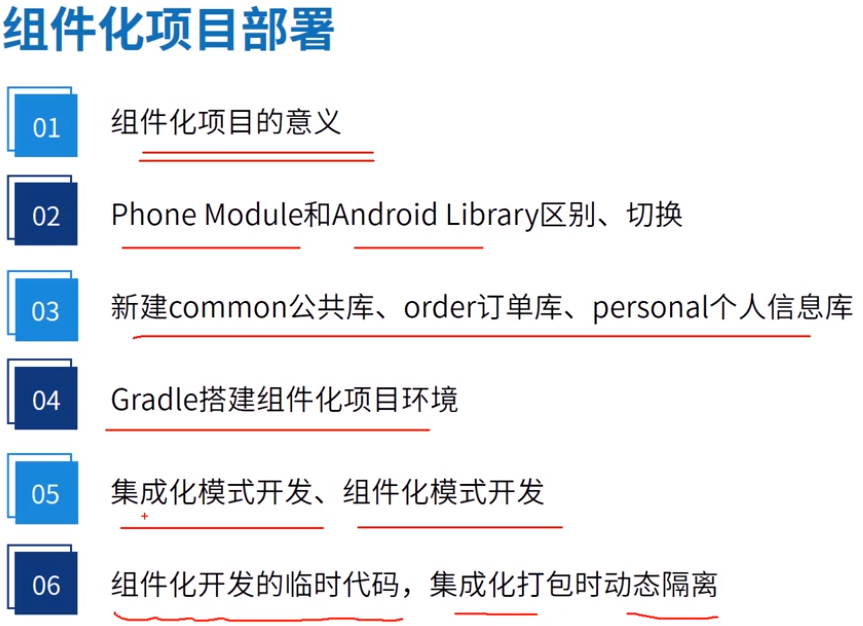 组件化项目部署
01 组件化项目的意义
02 Phone Module和Android Library区别、切换
03 新建common公共库、order订单库、personal个人信息库
04 Gradle搭建组件化项目环境
05 集成化模式开发、组件化模式开发
06 组件化开发的临时代码，集成化打包时动态隔离